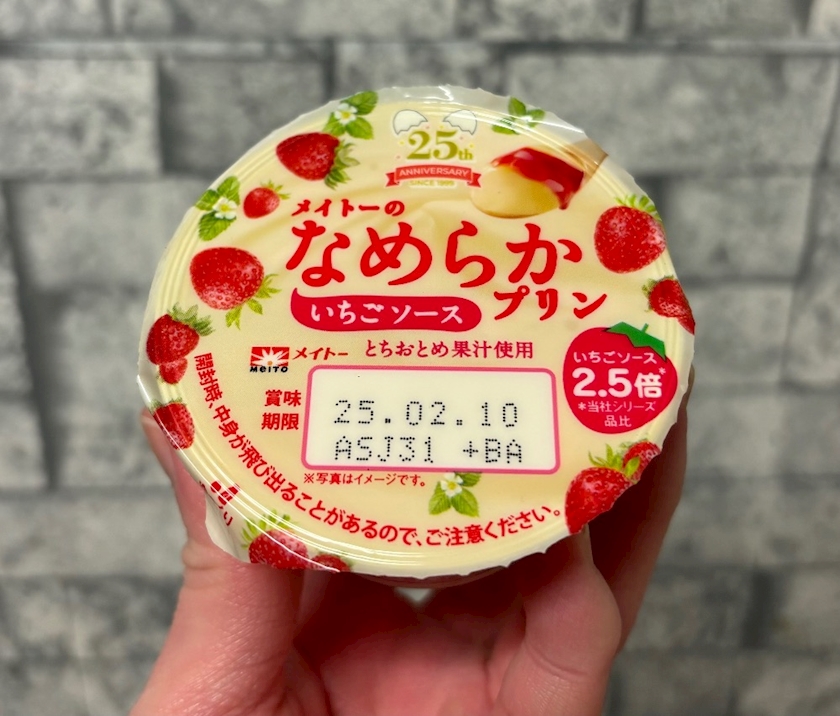 25th
ANNIVERSARY
SINCE 1999
メイトーの
なめらか
いちごソース
プリン
MEITO
メイトー
とちおとめ果汁使用
いちごソース
2.5倍*
*当社シリーズ
品比
賞味
期限
25.02.10
ASJ31 +BA
※写真はイメージです。
開封時、中身が飛び出ることがあるので、ご注意ください。